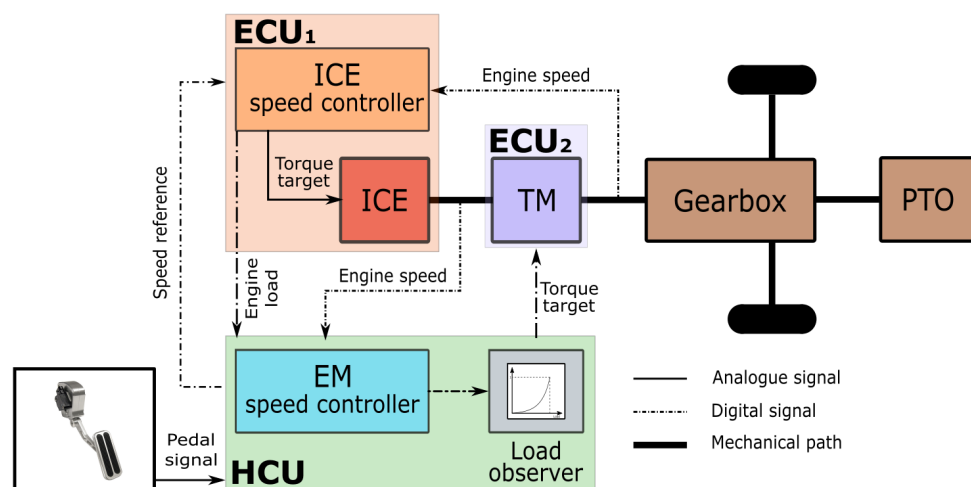 ECU₁
ICE
speed controller
Engine speed
ECU₂
Torque
target
ICE
TM
Gearbox
PTO
Speed reference
Engine
load
Engine speed
Torque
target
EM
speed controller
Load
observer
Pedal
signal
HCU
Analogue signal
Digital signal
Mechanical path